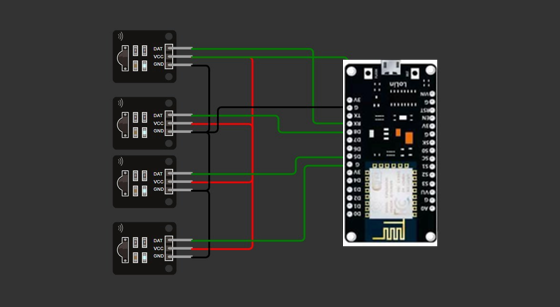 DAT
VCC
GND
DAT
VCC
GND
DAT
VCC
GND
DAT
VCC
GND
LoLin
3V
G
TX
RX
D8
D7
D6
D5
G
3V
D4
D3
D2
D1
D0
VIN
G
RST
EN
3V
G
SK
S0
SC
S1
S2
S3
VU
G
A0